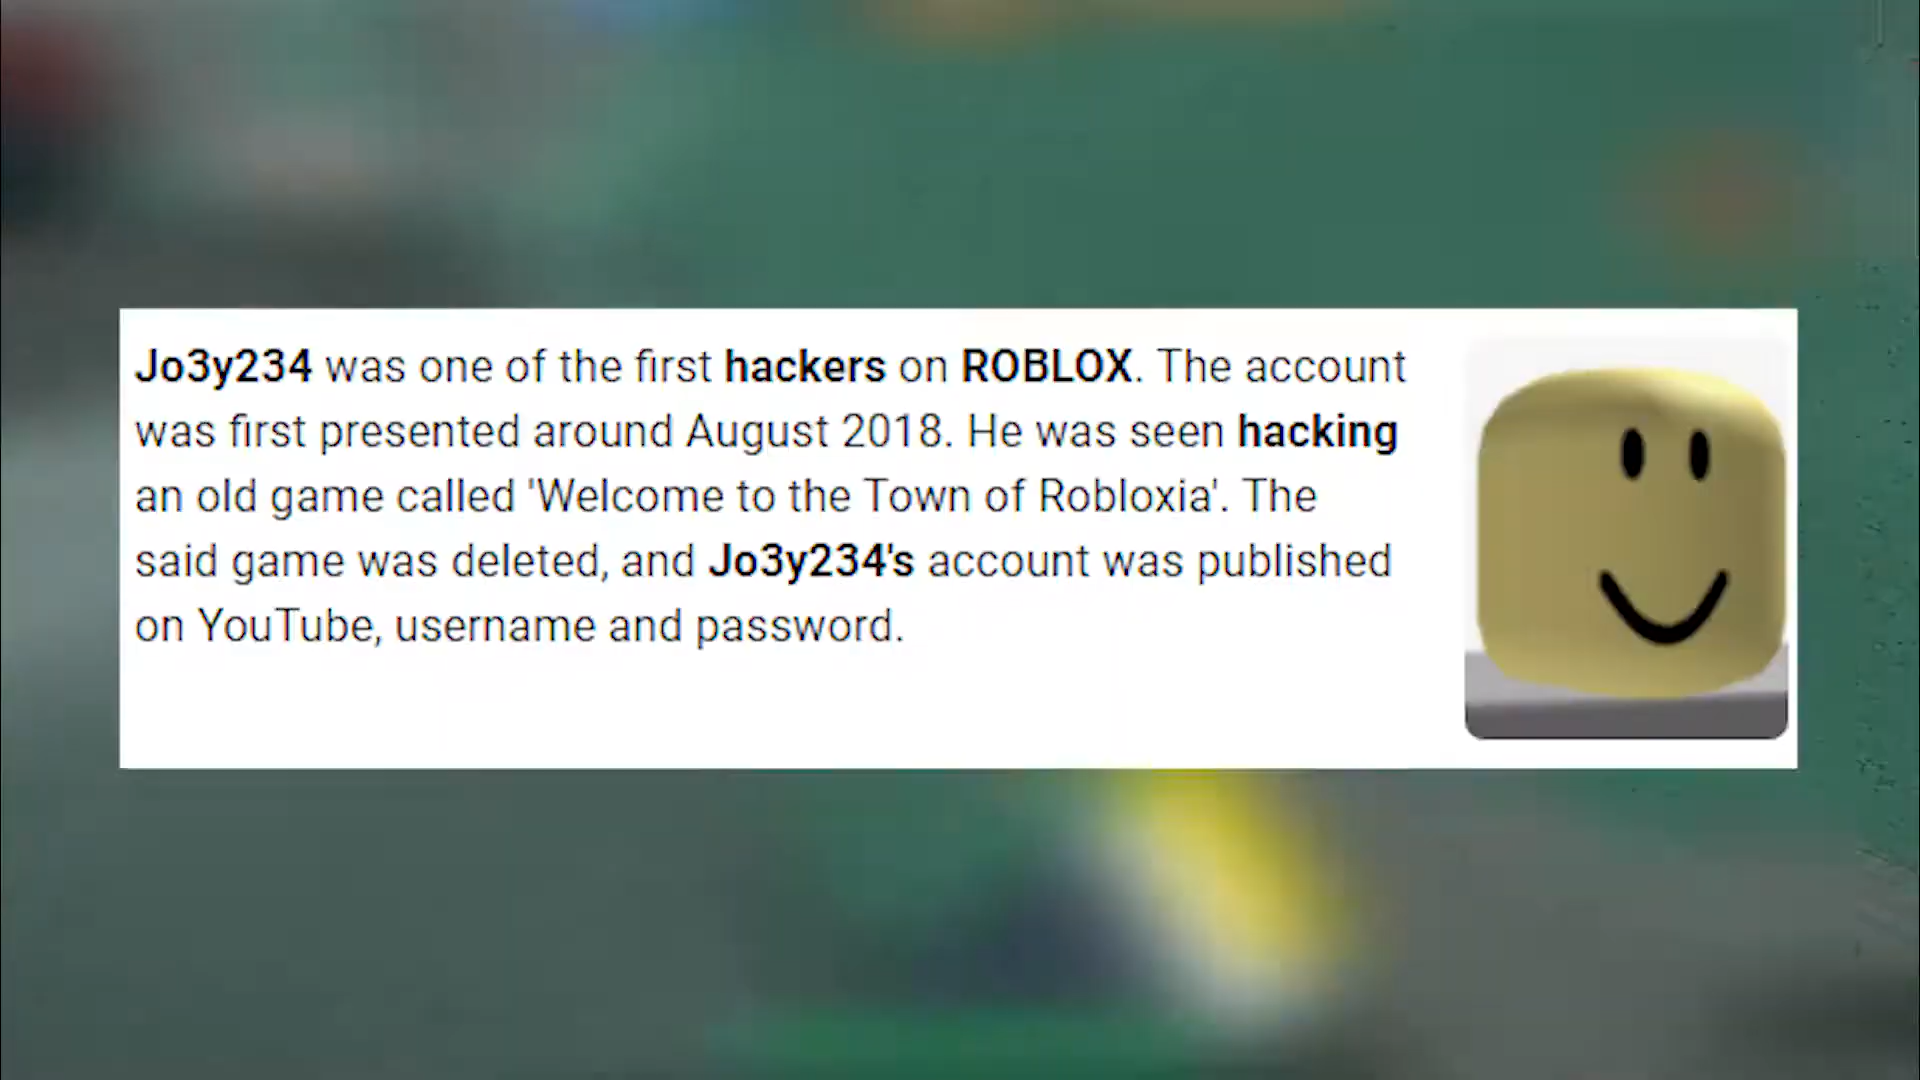 Jo3y234 was one of the first hackers on ROBLOX. The account
was first presented around August 2018. He was seen hacking
an old game called 'Welcome to the Town of Robloxia'. The
said game was deleted, and Jo3y234's account was published
on YouTube, username and password.